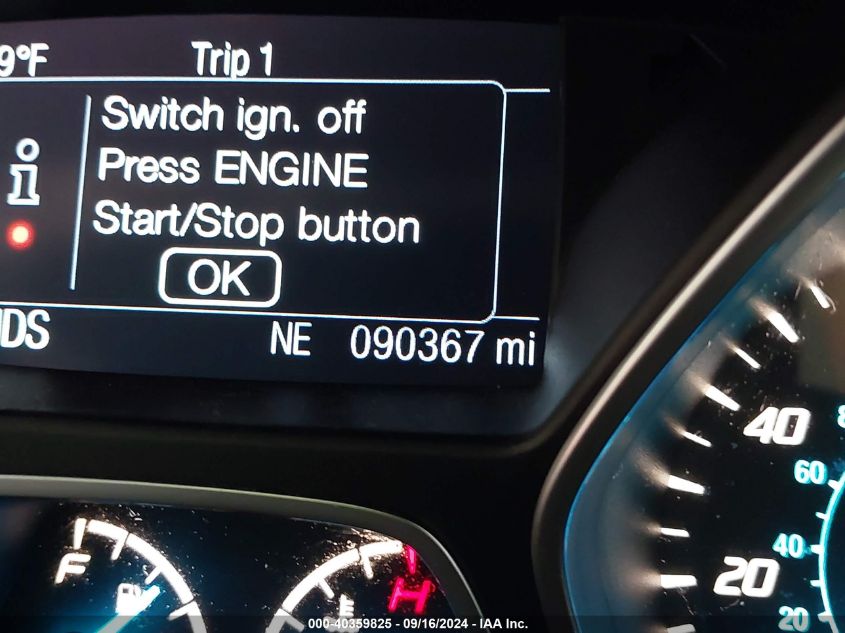 9°F Trip 1
Switch ign. off
Press ENGINE
Start/Stop button
OK
NE 090367 mi
40
60
F
H
40
20
20
000-40359825 - 09/16/2024 - IAA Inc.